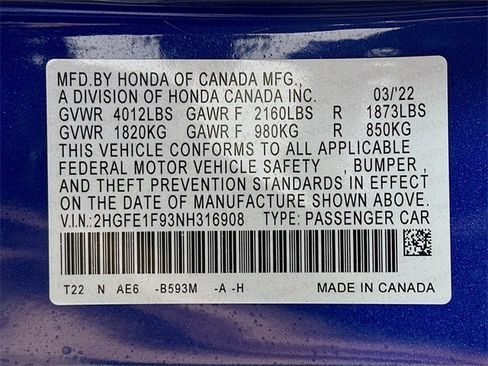 MFD.BY HONDA OF CANADA MFG.,
A DIVISION OF HONDA CANADA INC. 03/'22
GVWR 4012LBS GAWR F 2160LBS R 1873LBS
GVWR 1820KG GAWR F 980KG R 850KG
THIS VEHICLE CONFORMS TO ALL APPLICABLE
FEDERAL MOTOR VEHICLE SAFETY , BUMPER ,
AND THEFT PREVENTION STANDARDS IN EFFECT
ON THE DATE OF MANUFACTURE SHOWN ABOVE.
V.I.N.:2HGFE1F93NH316908 TYPE: PASSENGER CAR
T22 N AE6 -B593M -A -H MADE IN CANADA